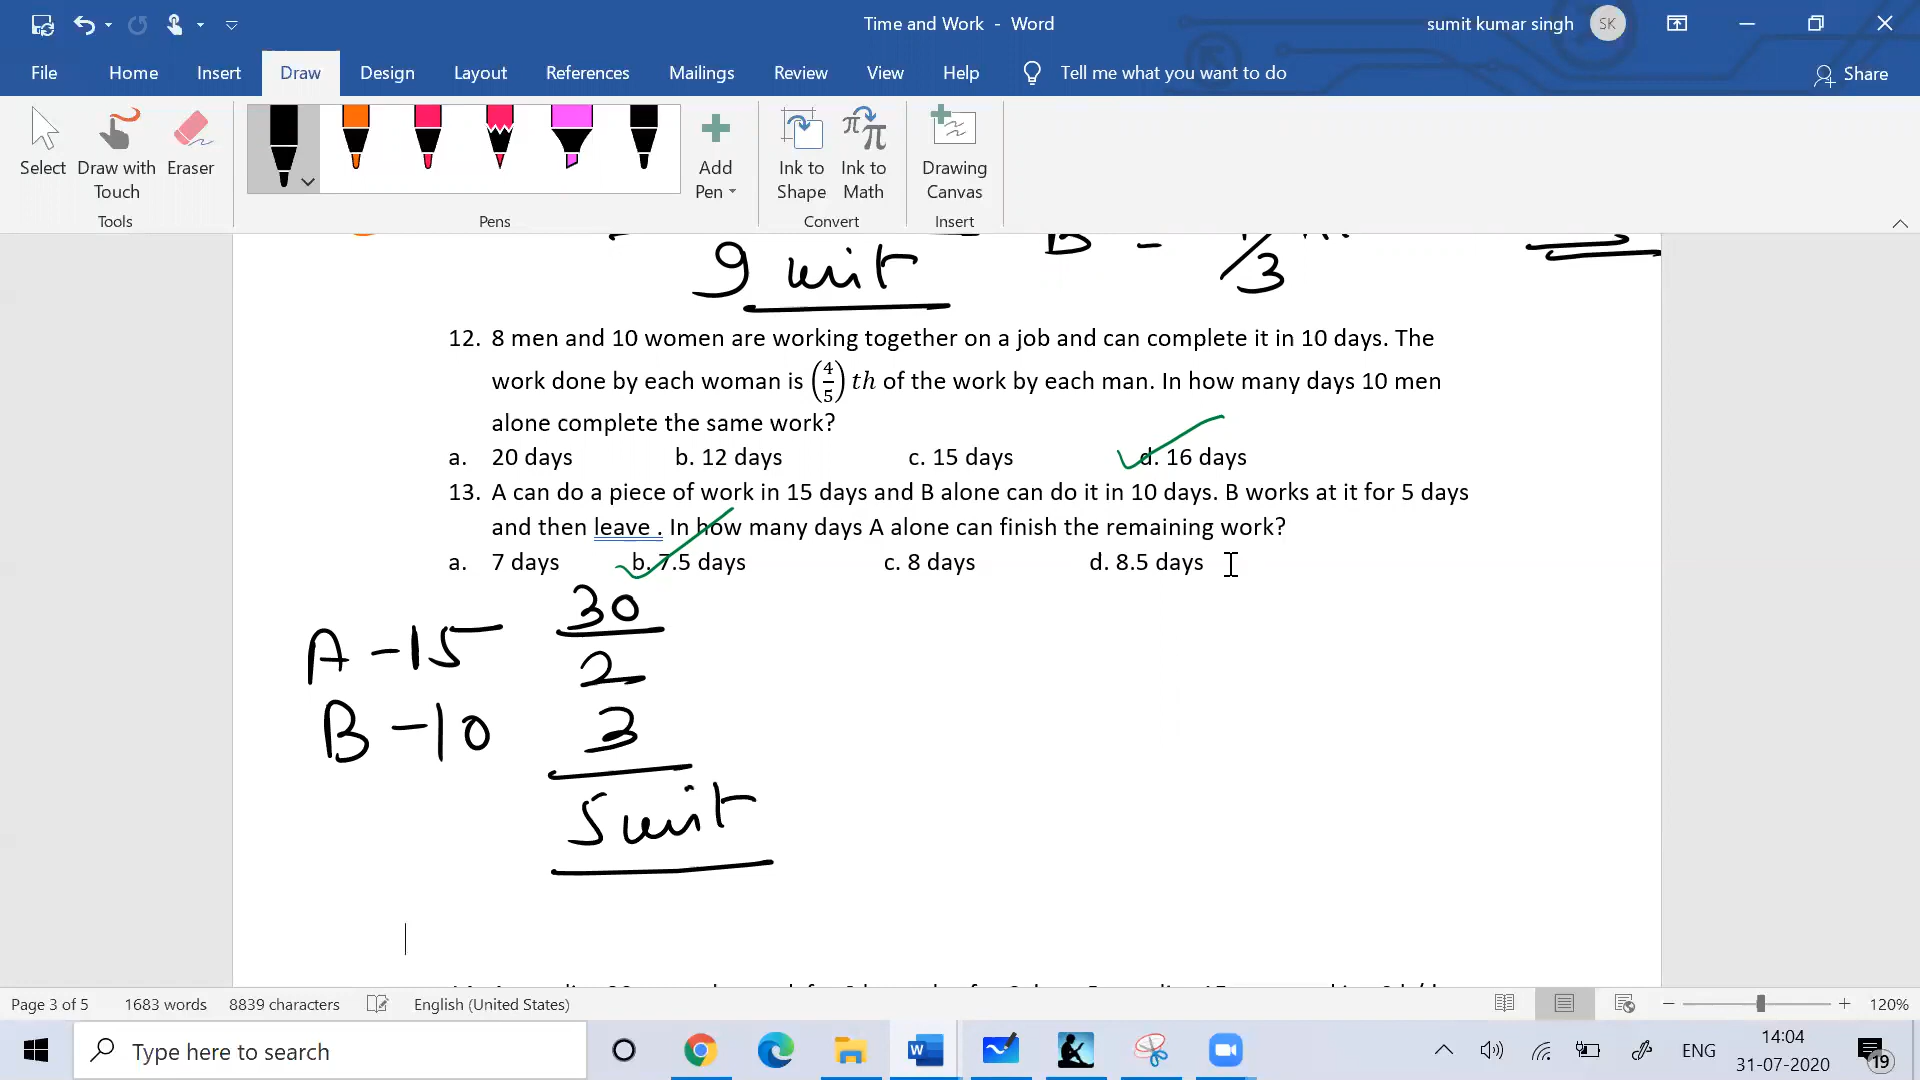 Time and Work - Word
sumit kumar singh
SK
File Home Insert Draw Design Layout References Mailings Review View Help Tell me what you want to do Share
Select Draw with Touch Eraser Add Pen Ink to Shape Ink to Math Drawing Canvas
Tools Pens Convert Insert
9 unit B - 1/3
12. 8 men and 10 women are working together on a job and can complete it in 10 days. The
work done by each woman is (4/5) th of the work by each man. In how many days 10 men
alone complete the same work?
a. 20 days b. 12 days c. 15 days d. 16 days
13. A can do a piece of work in 15 days and B alone can do it in 10 days. B works at it for 5 days
and then leave . In how many days A alone can finish the remaining work?
a. 7 days b. 7.5 days c. 8 days d. 8.5 days
30
A - 15 2
B - 10 3
5 unit
Page 3 of 5 1683 words 8839 characters English (United States) 120%
Type here to search
ENG
14:04
31-07-2020
19